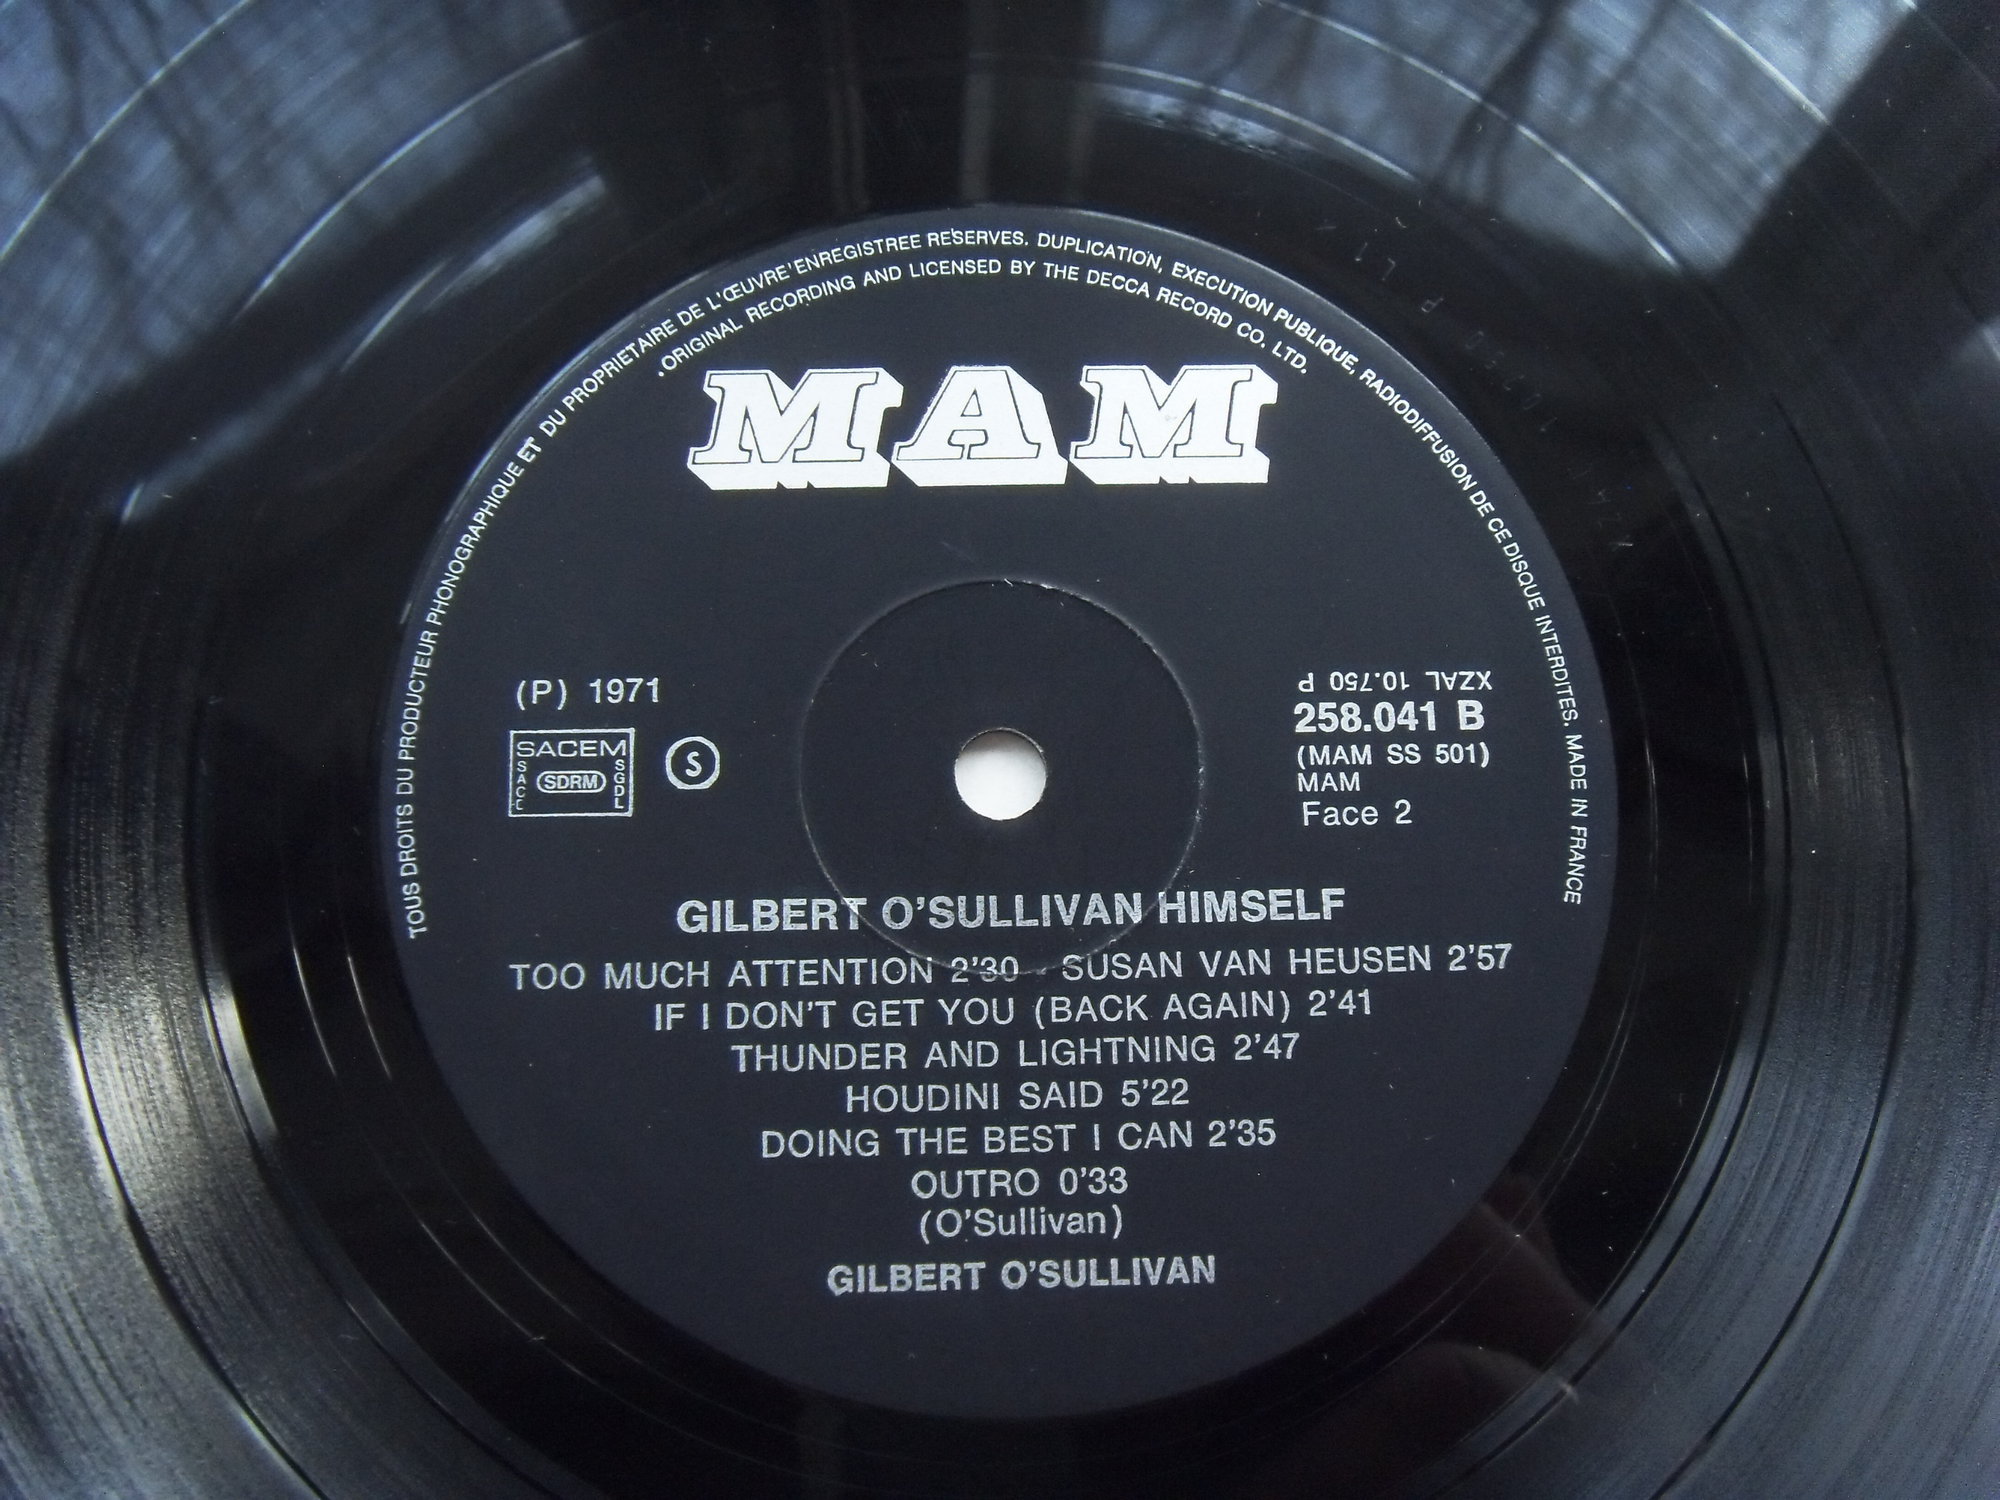 TOUS DROITS DU PRODUCTEUR PHONOGRAPHIQUE ET DU PROPRIETAIRE DE L'ŒUVRE ENREGISTREE RESERVES. DUPLICATION, EXECUTION PUBLIQUE, RADIODIFFUSION DE CE DISQUE INTERDITES. MADE IN FRANCE
.ORIGINAL RECORDING AND LICENSED BY THE DECCA RECORD CO. LTD.
MAM
(P) 1971
SACEM
SACD
SDRM
SGDL
S
XZAL 10.750 P
258.041 B
(MAM SS 501)
MAM
Face 2
GILBERT O'SULLIVAN HIMSELF
TOO MUCH ATTENTION 2'30 - SUSAN VAN HEUSEN 2'57
IF I DON'T GET YOU (BACK AGAIN) 2'41
THUNDER AND LIGHTNING 2'47
HOUDINI SAID 5'22
DOING THE BEST I CAN 2'35
OUTRO 0'33
(O'Sullivan)
GILBERT O'SULLIVAN